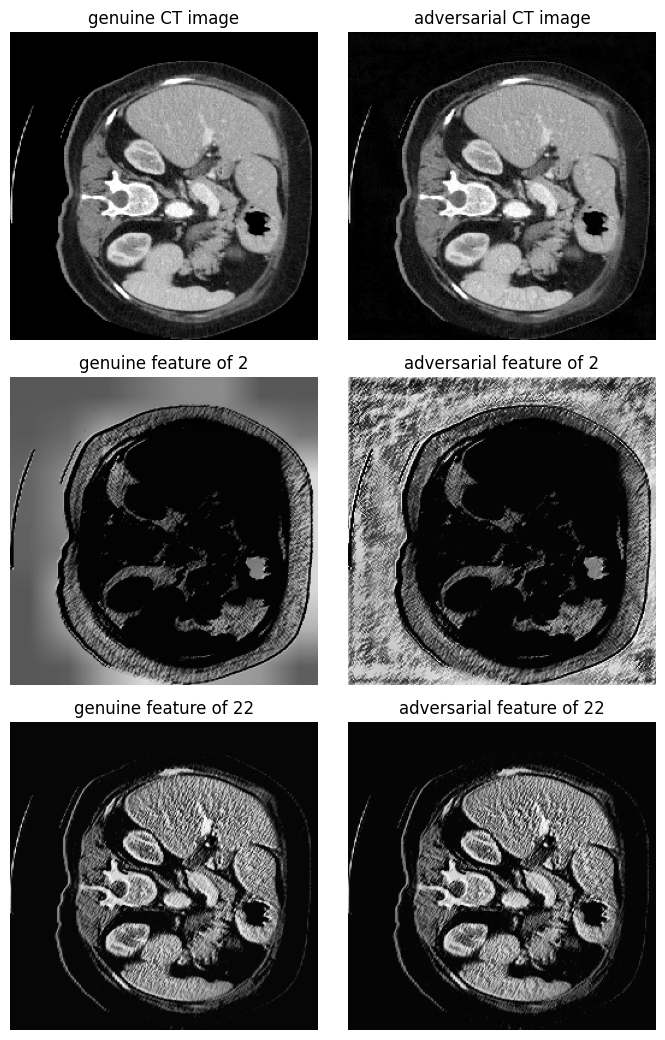 genuine CT image
adversarial CT image
genuine feature of 2
adversarial feature of 2
genuine feature of 22
adversarial feature of 22